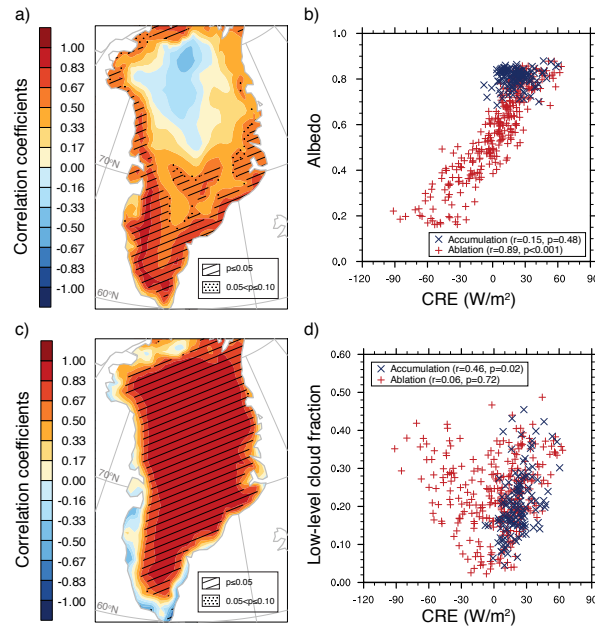 a)
Correlation coefficients
1.00
0.83
0.67
0.50
0.33
0.16
0.00
-0.16
-0.33
-0.50
-0.67
-0.83
-1.00
70°N
60°N
p≤0.05
0.05<p≤0.10
b)
Albedo
1.0
0.8
0.6
0.4
0.2
0.0
Accumulation (r=0.15, p=0.48)
Ablation (r=0.89, p<0.001)
-120 -90 -60 -30 0 30 60 90
CRE (W/m²)
c)
Correlation coefficients
1.00
0.83
0.67
0.50
0.33
0.16
0.00
-0.16
-0.33
-0.50
-0.67
-0.83
-1.00
70°N
60°N
p≤0.05
0.05<p≤0.10
d)
Low-level cloud fraction
0.60
0.50
0.40
0.30
0.20
0.10
0.00
Accumulation (r=0.46, p=0.02)
Ablation (r=0.06, p=0.72)
-120 -90 -60 -30 0 30 60 90
CRE (W/m²)